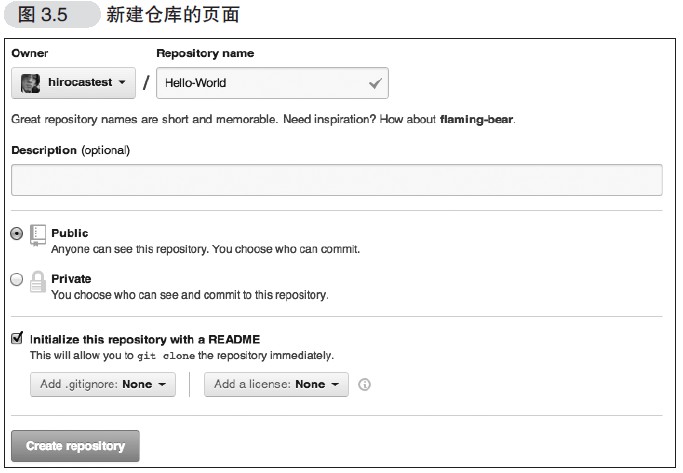 图 3.5 新建仓库的页面
Owner Repository name
hirocastest / Hello-World
Great repository names are short and memorable. Need inspiration? How about flaming-bear.
Description (optional)
Public
Anyone can see this repository. You choose who can commit.
Private
You choose who can see and commit to this repository.
Initialize this repository with a README
This will allow you to git clone the repository immediately.
Add .gitignore: None Add a license: None
Create repository